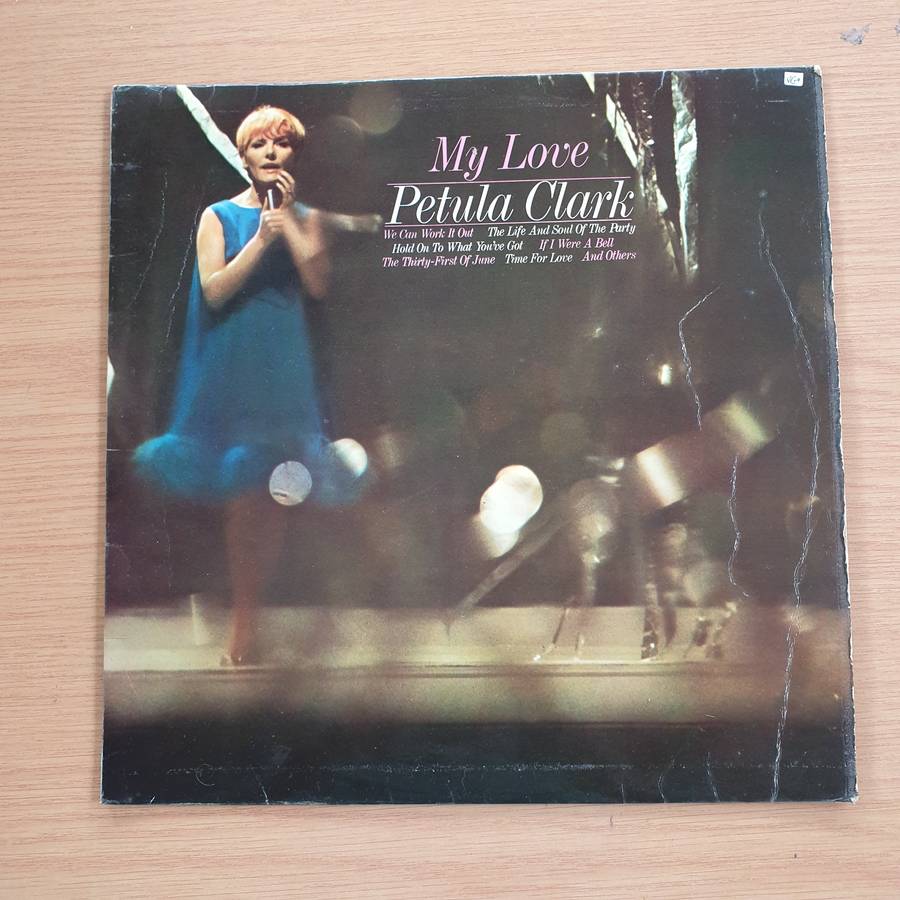 VG+
My Love
Petula Clark
We Can Work It Out The Life And Soul Of The Party
Hold On To What You've Got If I Were A Bell
The Thirty-First Of June Time For Love And Others